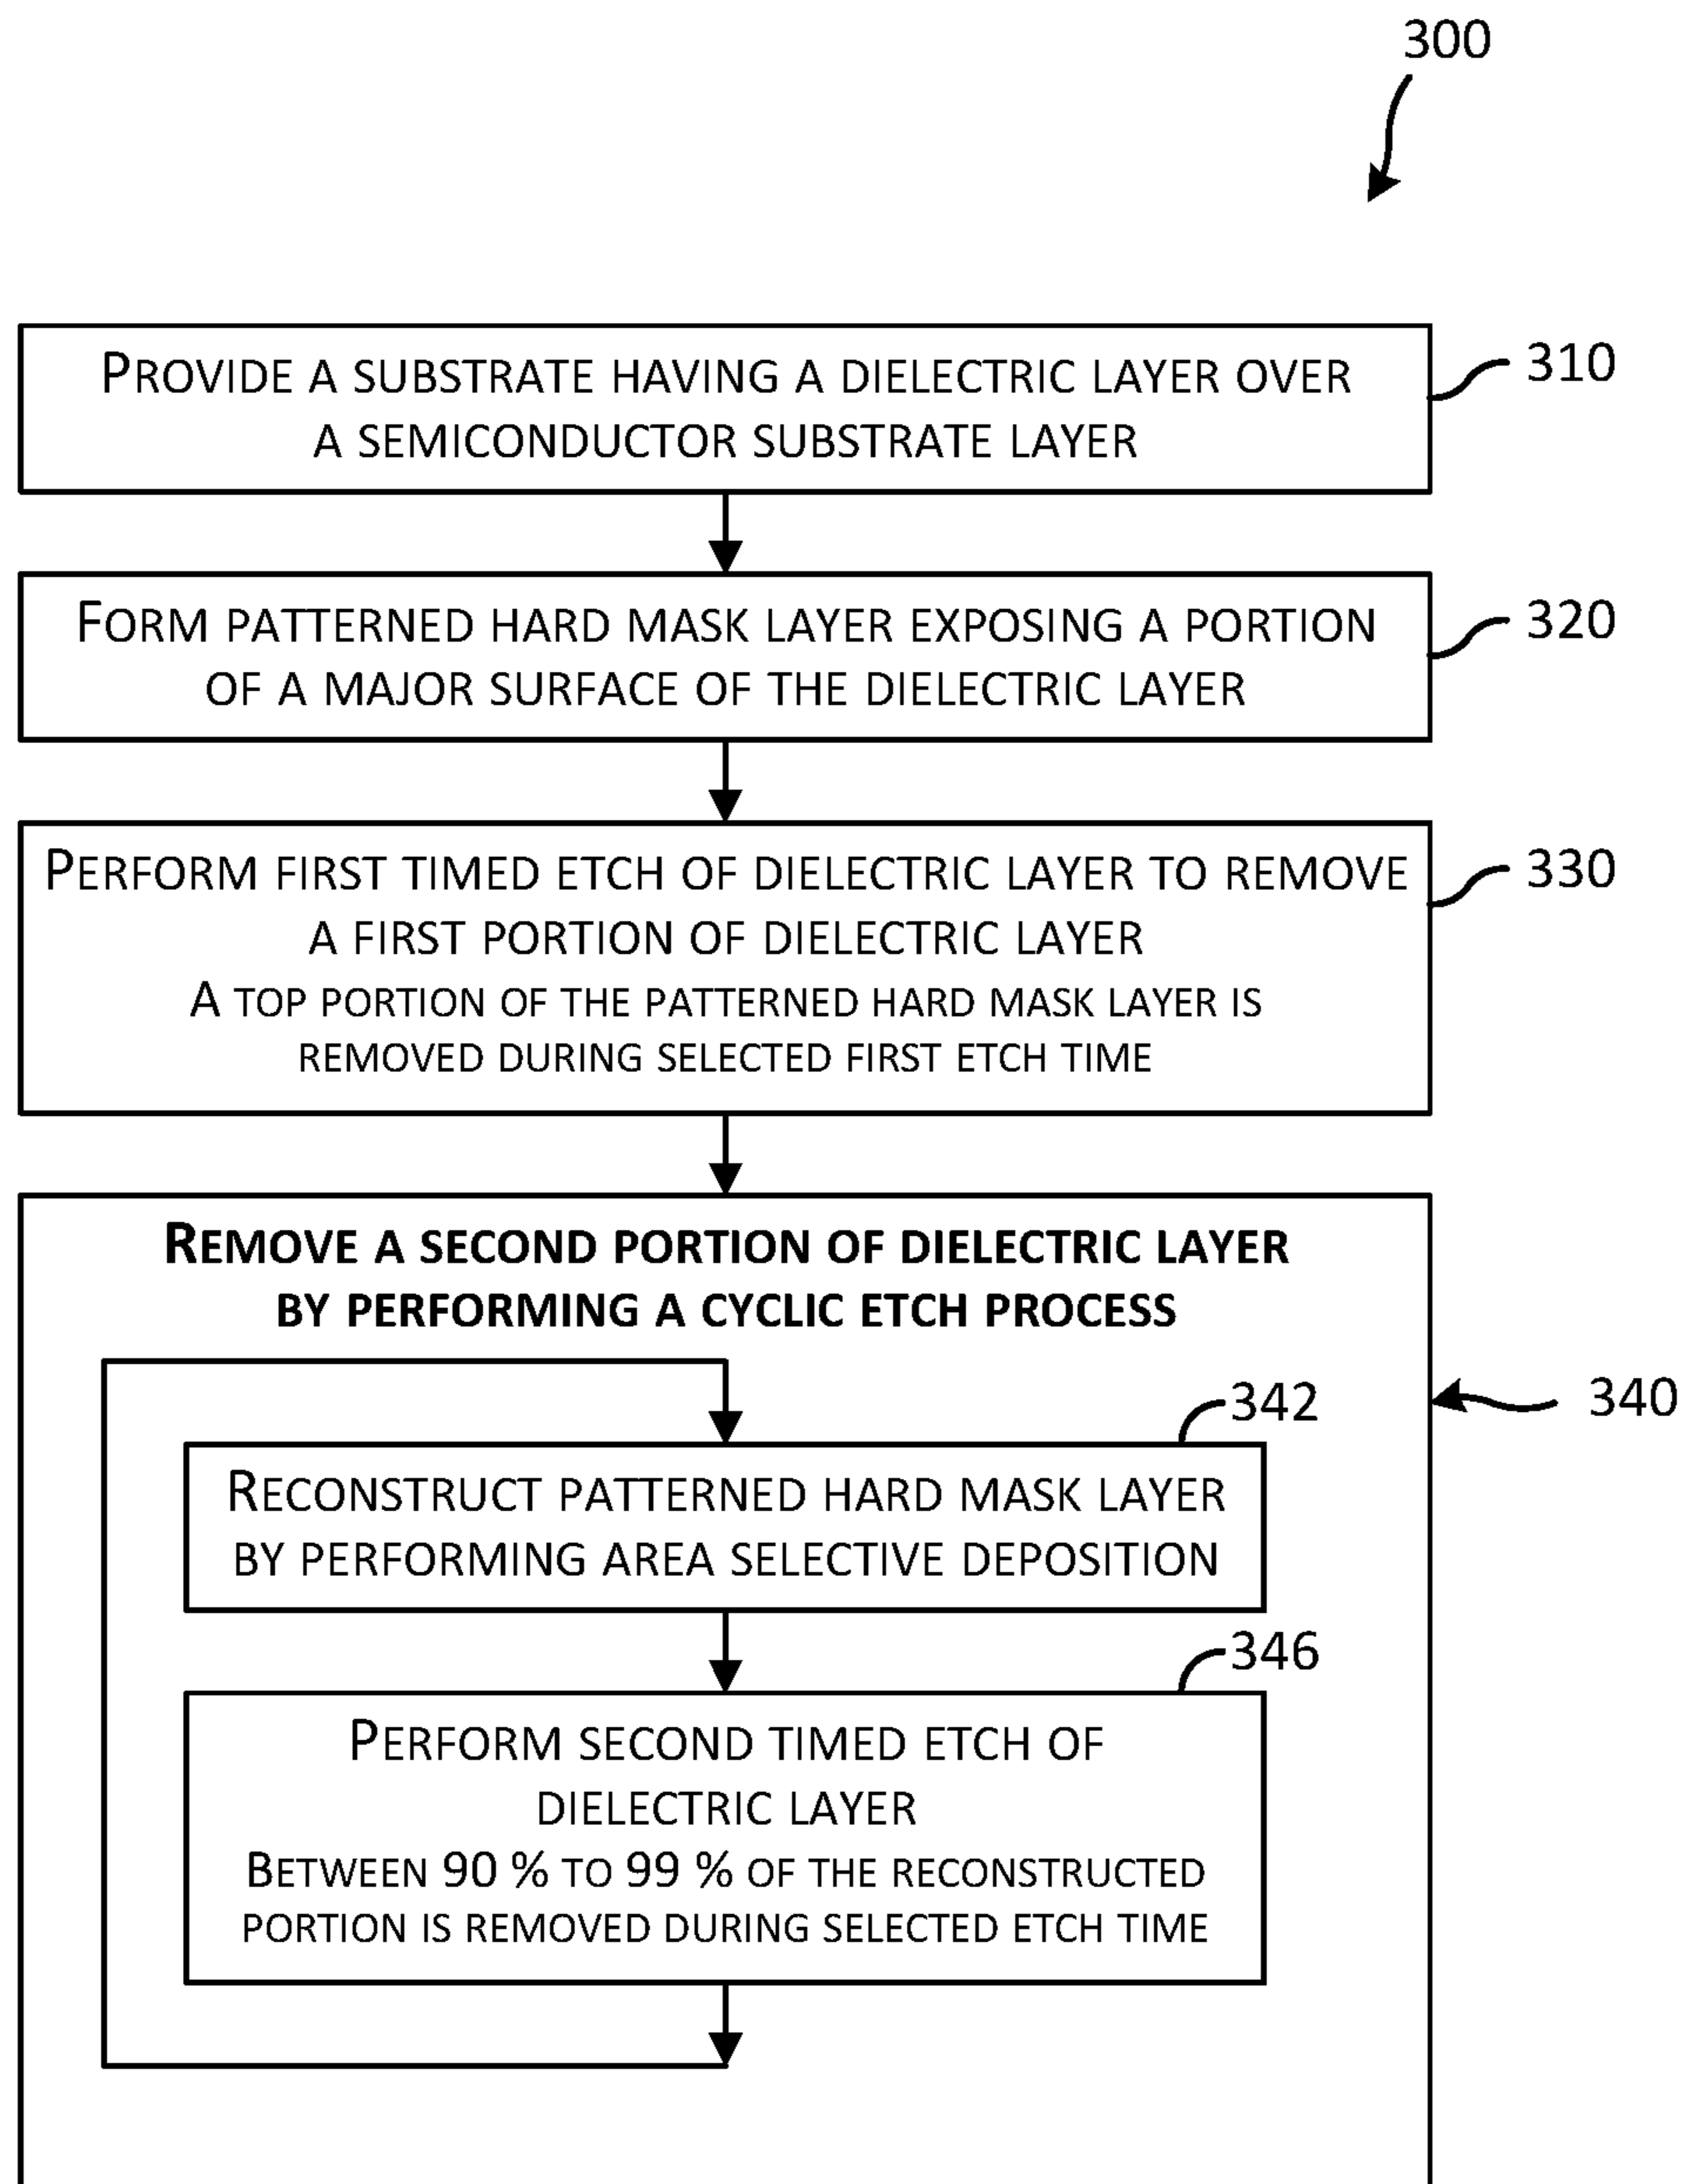 300
PROVIDE A SUBSTRATE HAVING A DIELECTRIC LAYER OVER
A SEMICONDUCTOR SUBSTRATE LAYER
310
FORM PATTERNED HARD MASK LAYER EXPOSING A PORTION
OF A MAJOR SURFACE OF THE DIELECTRIC LAYER
320
PERFORM FIRST TIMED ETCH OF DIELECTRIC LAYER TO REMOVE
A FIRST PORTION OF DIELECTRIC LAYER
A TOP PORTION OF THE PATTERNED HARD MASK LAYER IS
REMOVED DURING SELECTED FIRST ETCH TIME
330
REMOVE A SECOND PORTION OF DIELECTRIC LAYER
BY PERFORMING A CYCLIC ETCH PROCESS
340
342
RECONSTRUCT PATTERNED HARD MASK LAYER
BY PERFORMING AREA SELECTIVE DEPOSITION
346
PERFORM SECOND TIMED ETCH OF
DIELECTRIC LAYER
BETWEEN 90 % TO 99 % OF THE RECONSTRUCTED
PORTION IS REMOVED DURING SELECTED ETCH TIME